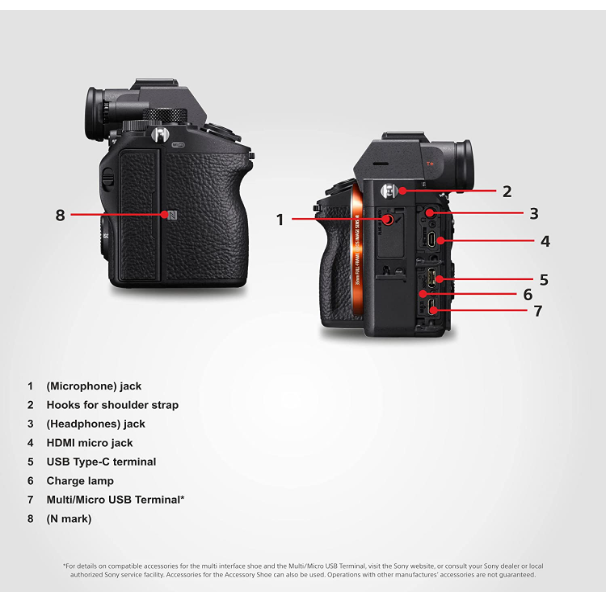 8
1
2
3
4
5
6
7
1 (Microphone) jack
2 Hooks for shoulder strap
3 (Headphones) jack
4 HDMI micro jack
5 USB Type-C terminal
6 Charge lamp
7 Multi/Micro USB Terminal*
8 (N mark)
*For details on compatible accessories for the multi interface shoe and the Multi/Micro USB Terminal, visit the Sony website, or consult your Sony dealer or local
authorized Sony service facility. Accessories for the Accessory Shoe can also be used. Operations with other manufactures' accessories are not guaranteed.